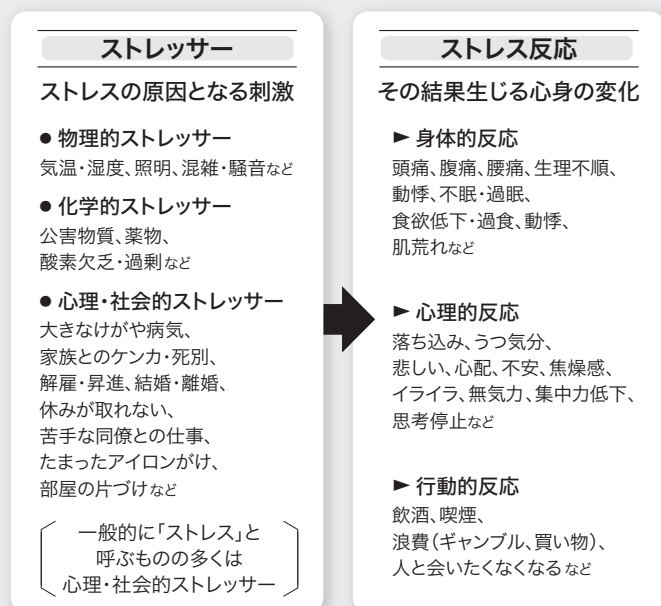 ストレッサー
ストレスの原因となる刺激
● 物理的ストレッサー
気温・湿度、照明、混雑・騒音など
● 化学的ストレッサー
公害物質、薬物、
酸素欠乏・過剰など
● 心理・社会的ストレッサー
大きなけがや病気、
家族とのケンカ・死別、
解雇・昇進、結婚・離婚、
休みが取れない、
苦手な同僚との仕事、
たまったアイロンがけ、
部屋の片づけなど
一般的に「ストレス」と
呼ぶものの多くは
心理・社会的ストレッサー
ストレス反応
その結果生じる心身の変化
► 身体的反応
頭痛、腹痛、腰痛、生理不順、
動悸、不眠・過眠、
食欲低下・過食、動悸、
肌荒れなど
► 心理的反応
落ち込み、うつ気分、
悲しい、心配、不安、焦燥感、
イライラ、無気力、集中力低下、
思考停止など
► 行動的反応
飲酒、喫煙、
浪費(ギャンブル、買い物)、
人と会いたくなくなるなど